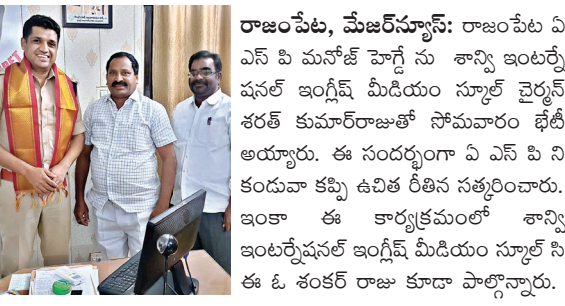 రాజంపేట, మేజర్‌న్యూస్: రాజంపేట ఏ
ఎస్ పి మనోజ్ హెగ్డే ను శాన్వి ఇంటర్నే
షనల్ ఇంగ్లీష్ మీడియం స్కూల్ చైర్మన్
శరత్ కుమార్‌రాజుతో సోమవారం భేటీ
అయ్యారు. ఈ సందర్భంగా ఏ ఎస్ పి ని
కండువా కప్పి ఉచిత రీతిన సత్కరించారు.
ఇంకా ఈ కార్యక్రమంలో శాన్వి
ఇంటర్నేషనల్ ఇంగ్లీష్ మీడియం స్కూల్ సి
ఈ ఓ శంకర్ రాజు కూడా పాల్గొన్నారు.